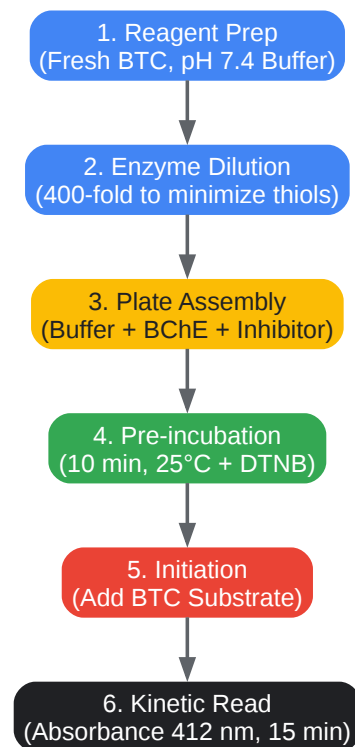 1. Reagent Prep
(Fresh BTC, pH 7.4 Buffer)
2. Enzyme Dilution
(400-fold to minimize thiols)
3. Plate Assembly
(Buffer + BChE + Inhibitor)
4. Pre-incubation
(10 min, 25°C + DTNB)
5. Initiation
(Add BTC Substrate)
6. Kinetic Read
(Absorbance 412 nm, 15 min)